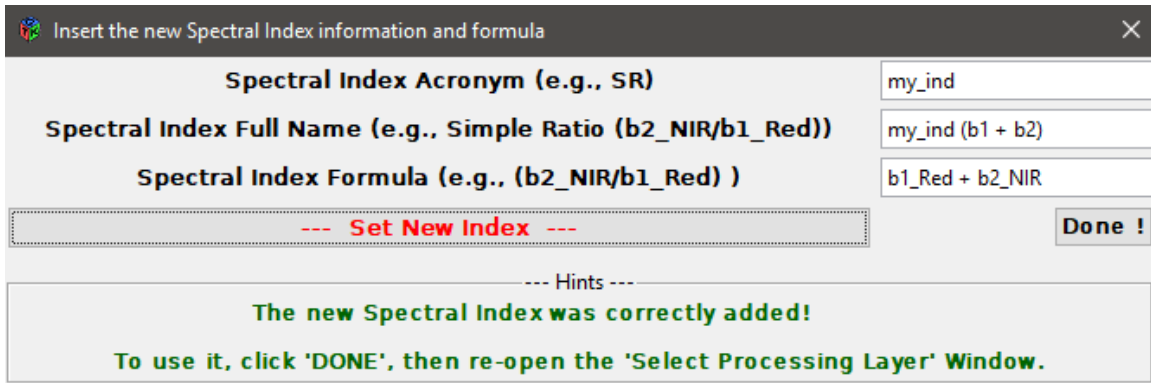 Insert the new Spectral Index information and formula
Spectral Index Acronym (e.g., SR) my_ind
Spectral Index Full Name (e.g., Simple Ratio (b2_NIR/b1_Red)) my_ind (b1 + b2)
Spectral Index Formula (e.g., (b2_NIR/b1_Red) ) b1_Red + b2_NIR
--- Set New Index --- Done !
--- Hints ---
The new Spectral Index was correctly added!
To use it, click 'DONE', then re-open the 'Select Processing Layer' Window.